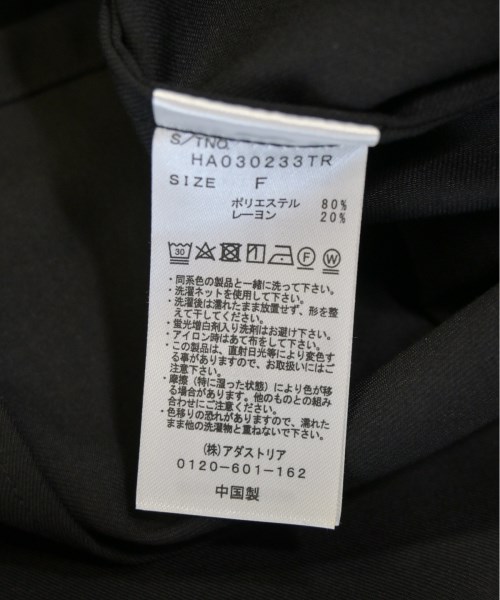 S/TNO.
HA030233TR
SIZE F
ポリエステル 80%
レーヨン 20%
30 F W
・同系色の製品と一緒に洗って下さい。
・洗濯ネットを使用して下さい。
・洗濯後は濡れたまま放置せず、形を整
えて干してください。
・蛍光増白剤入り洗剤はお避け下さい。
・アイロン時はあて布をして下さい。
・この製品は、直射日光等により変色す
る事がありますので、お取扱いにはご
注意下さい。
・摩擦（特に湿った状態）により色が移
る場合があります。他のものとの組み
合わせにご注意ください。
・色移りの恐れがありますので、濡れた
まま他の洗濯物と重ねないで下さい。
(株)アダストリア
0120-601-162
中国製